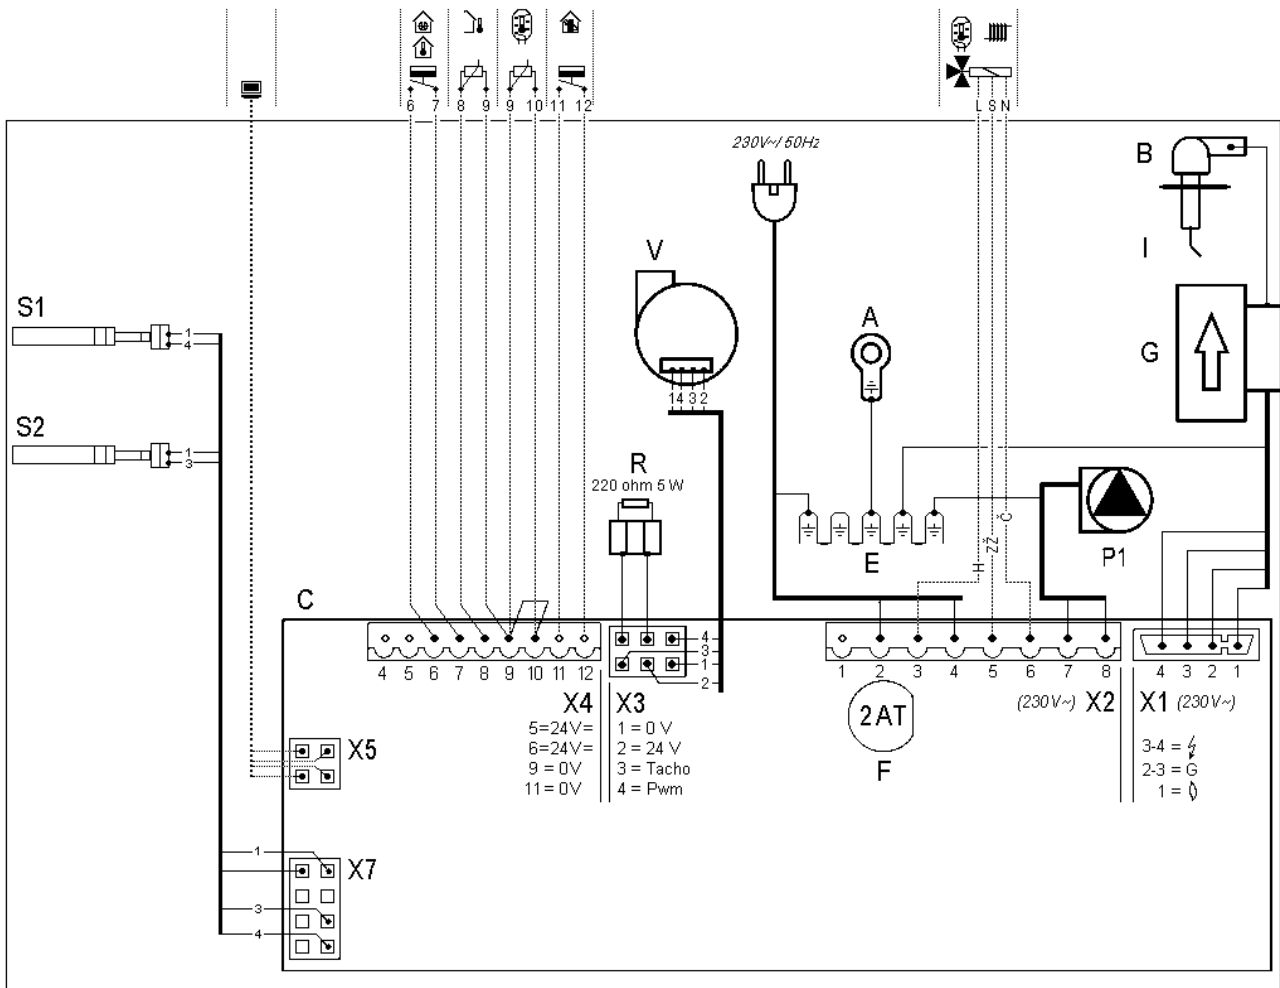 6 7 8 9 9 10 11 12
L S N
230V~/ 50Hz
B
V
I
S1
1
4
A
G
1 4 3 2
S2
1
3
R
220 ohm 5 W
H ZŽ Č
E
P1
C
4
3
1
2
4 5 6 7 8 9 10 11 12
1 2 3 4 5 6 7 8
4 3 2 1
X4
5=24V=
6=24V=
9 = 0V
11 = 0V
X3
1 = 0 V
2 = 24 V
3 = Tacho
4 = Pwm
2AT
F
(230V~) X2
X1 (230V~)
3-4 =
2-3 = G
1 =
X5
1
X7
3
4